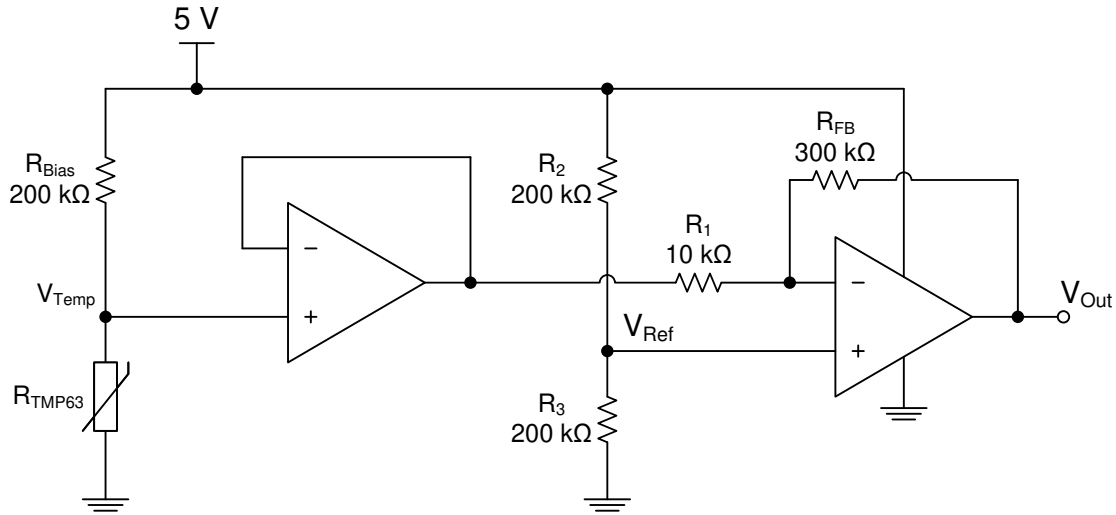 5 V
R_Bias
200 kΩ
V_Temp
R_TMP63
−
+
R_2
200 kΩ
V_Ref
R_3
200 kΩ
R_1
10 kΩ
R_FB
300 kΩ
−
+
V_Out